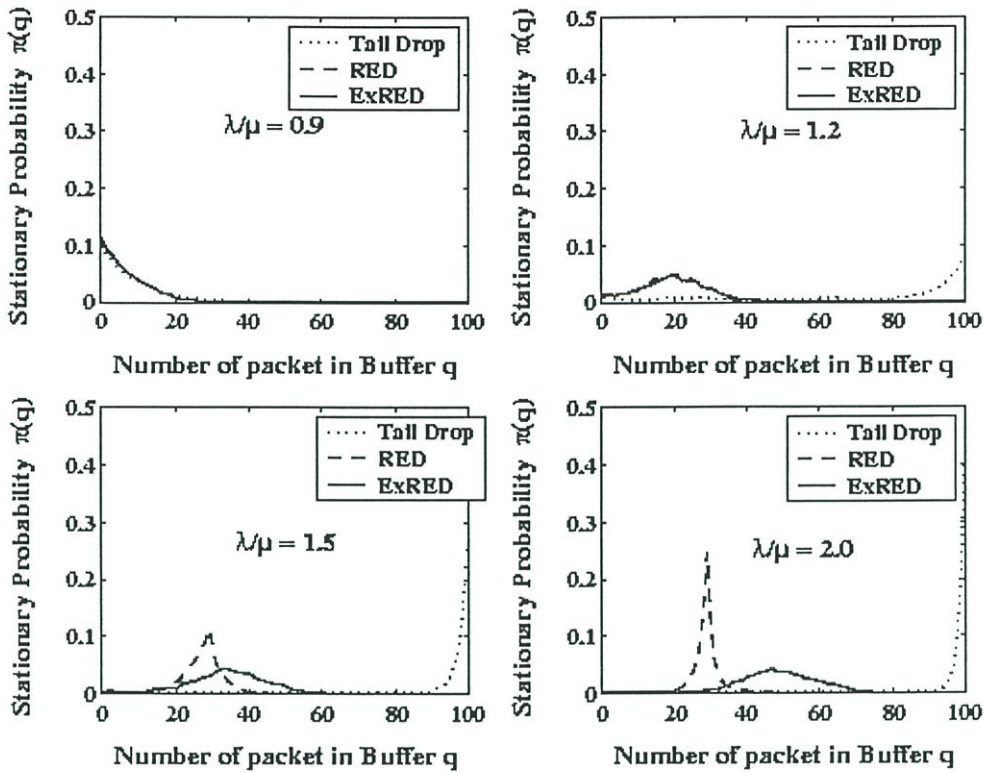 Stationary Probability π(q)
0.5
0.4
0.3
0.2
0.1
0
Tail Drop
RED
ExRED
λ/μ = 0.9
0 20 40 60 80 100
Number of packet in Buffer q
Stationary Probability π(q)
0.5
0.4
0.3
0.2
0.1
0
Tail Drop
RED
ExRED
λ/μ = 1.2
0 20 40 60 80 100
Number of packet in Buffer q
Stationary Probability π(q)
0.5
0.4
0.3
0.2
0.1
0
Tail Drop
RED
ExRED
λ/μ = 1.5
0 20 40 60 80 100
Number of packet in Buffer q
Stationary Probability π(q)
0.5
0.4
0.3
0.2
0.1
0
Tail Drop
RED
ExRED
λ/μ = 2.0
0 20 40 60 80 100
Number of packet in Buffer q